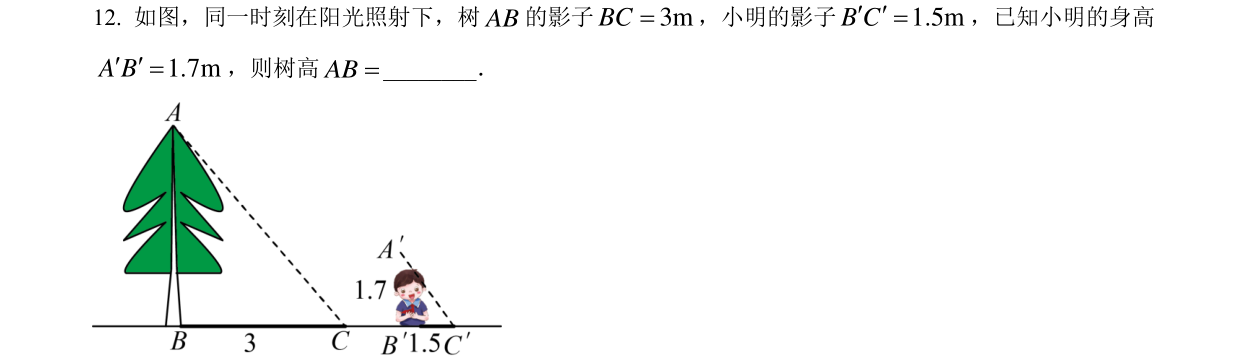 12. 如图，同一时刻在阳光照射下，树 AB 的影子 BC = 3m，小明的影子 B′C′ = 1.5m，已知小明的身高
A′B′ = 1.7m，则树高 AB = ________．
A
A′
1.7
B 3 C B′ 1.5 C′